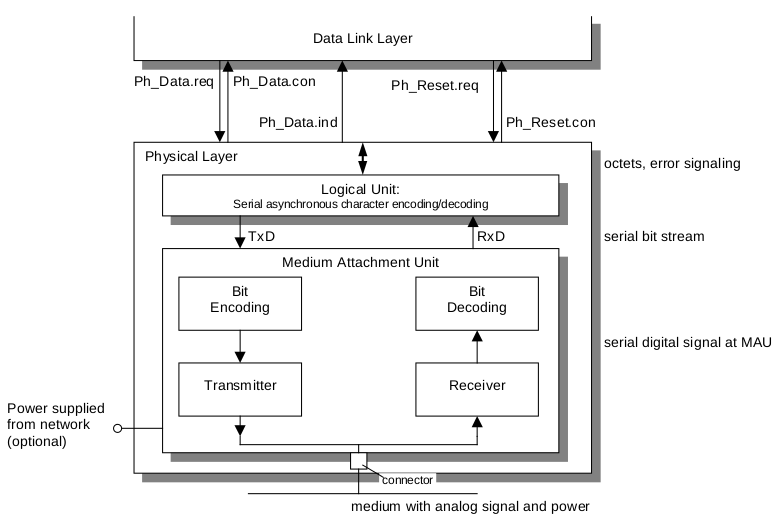 Data Link Layer
Ph_Data.req
Ph_Data.con
Ph_Reset.req
Ph_Data.ind
Ph_Reset.con
Physical Layer
octets, error signaling
Logical Unit:
Serial asynchronous character encoding/decoding
TxD
RxD
serial bit stream
Medium Attachment Unit
Bit
Encoding
Bit
Decoding
serial digital signal at MAU
Transmitter
Receiver
Power supplied
from network
(optional)
connector
medium with analog signal and power